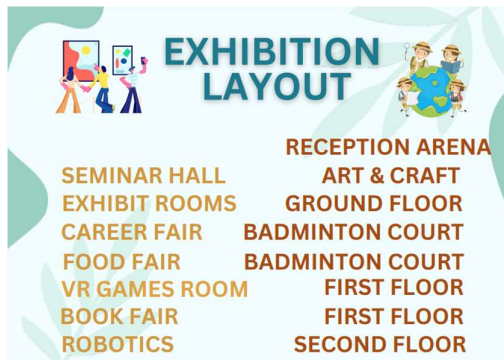 EXHIBITION
LAYOUT
RECEPTION ARENA
SEMINAR HALL ART & CRAFT
EXHIBIT ROOMS GROUND FLOOR
CAREER FAIR BADMINTON COURT
FOOD FAIR BADMINTON COURT
VR GAMES ROOM FIRST FLOOR
BOOK FAIR FIRST FLOOR
ROBOTICS SECOND FLOOR